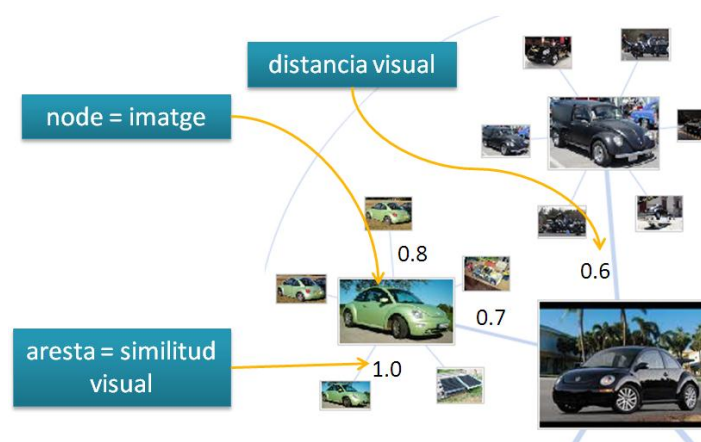 distancia visual
node = imatge
0.8
0.6
0.7
aresta = similitud
visual
1.0